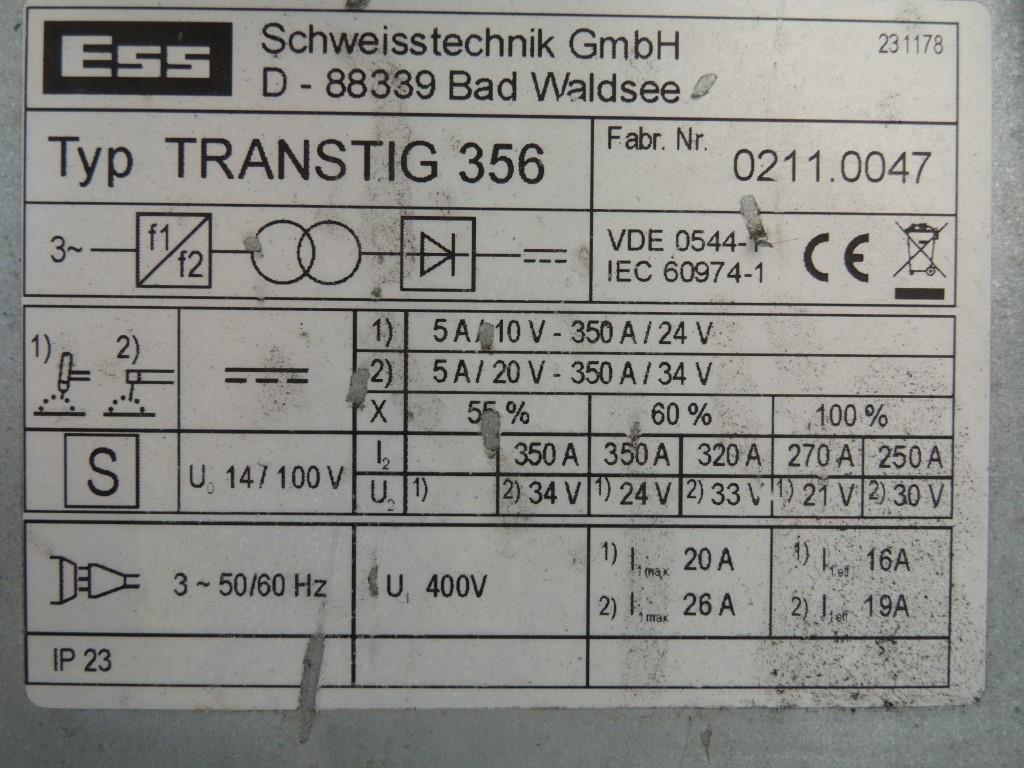 Ess Schweisstechnik GmbH 231178
D - 88339 Bad Waldsee
Typ TRANSTIG 356 Fabr. Nr. 0211.0047
3~ f1/f2 VDE 0544-1 CE
IEC 60974-1
1) 2) 1) 5 A / 10 V - 350 A / 24 V
2) 5 A / 20 V - 350 A / 34 V
X 55 % 60 % 100 %
S U₀ 14 / 100 V I₂ 350 A 350 A 320 A 270 A 250 A
U₂ 1) 2) 34 V 1) 24 V 2) 33 V 1) 21 V 2) 30 V
3 ~ 50/60 Hz U₁ 400V 1) I1max 20 A 1) I1eff 16A
2) I1max 26 A 2) I1eff 19A
IP 23